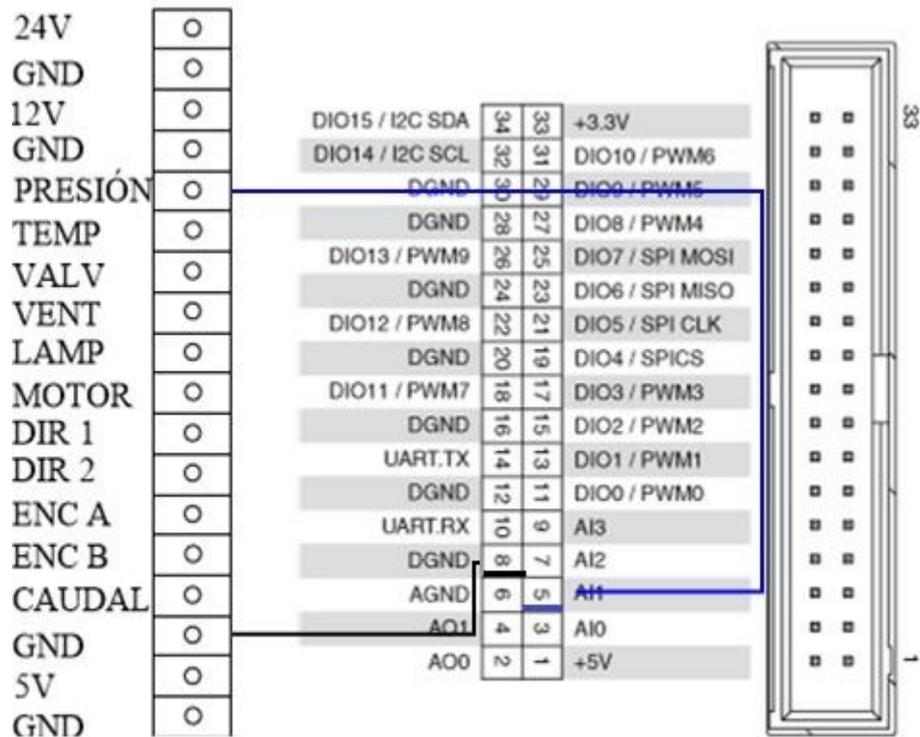 24V
GND
12V
GND
PRESIÓN
TEMP
VALV
VENT
LAMP
MOTOR
DIR 1
DIR 2
ENC A
ENC B
CAUDAL
GND
5V
GND
DIO15 / I2C SDA 34 33 +3.3V
DIO14 / I2C SCL 32 31 DIO10 / PWM6
DGND 30 29 DIO9 / PWM5
DGND 28 27 DIO8 / PWM4
DIO13 / PWM9 26 25 DIO7 / SPI MOSI
DGND 24 23 DIO6 / SPI MISO
DIO12 / PWM8 22 21 DIO5 / SPI CLK
DGND 20 19 DIO4 / SPICS
DIO11 / PWM7 18 17 DIO3 / PWM3
DGND 16 15 DIO2 / PWM2
UART.TX 14 13 DIO1 / PWM1
DGND 12 11 DIO0 / PWM0
UART.RX 10 9 AI3
DGND 8 7 AI2
AGND 6 5 AI1
AO1 4 3 AI0
AO0 2 1 +5V
33
1